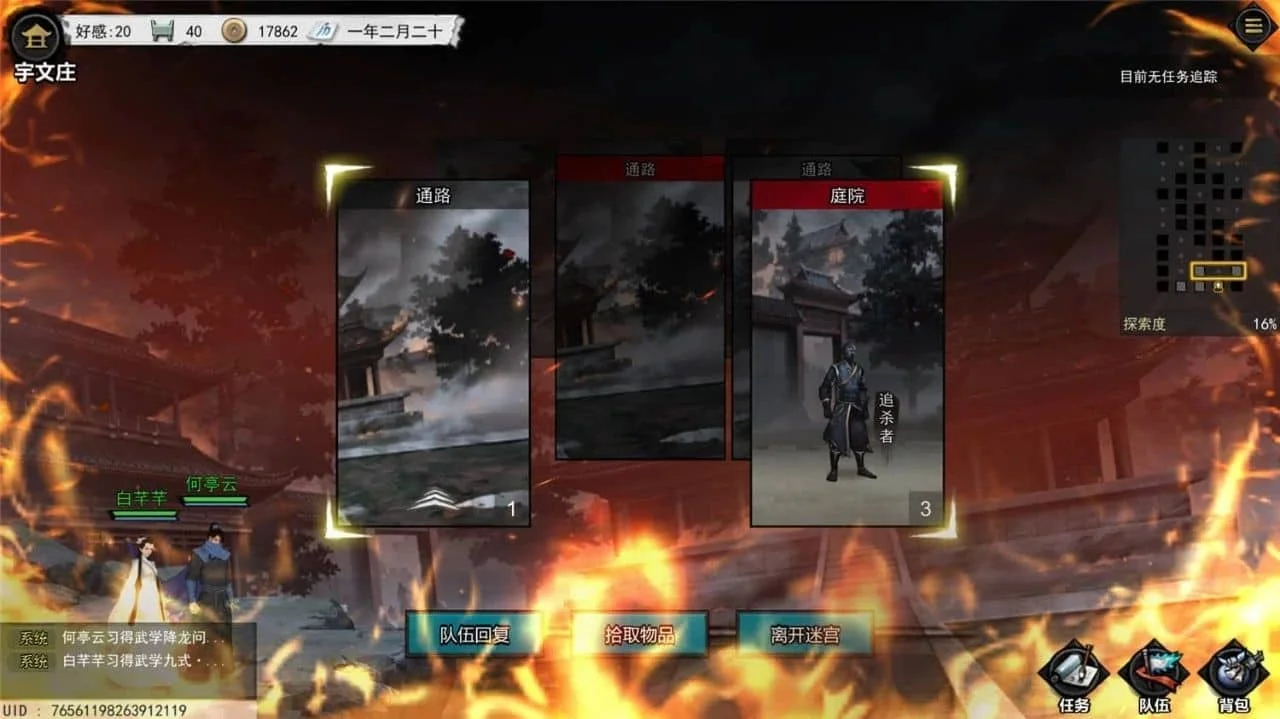 好感:20 40 17862 一年二月二十
宇文庄
目前无任务追踪
通路
通路
通路
庭院
追杀者
1
3
探索度 16%
何亭云
白芊芊
队伍回复
拾取物品
离开迷宫
系统 何亭云习得武学降龙问...
系统 白芊芊习得武学九式·...
任务
队伍
背包
UID : 76561198263912119